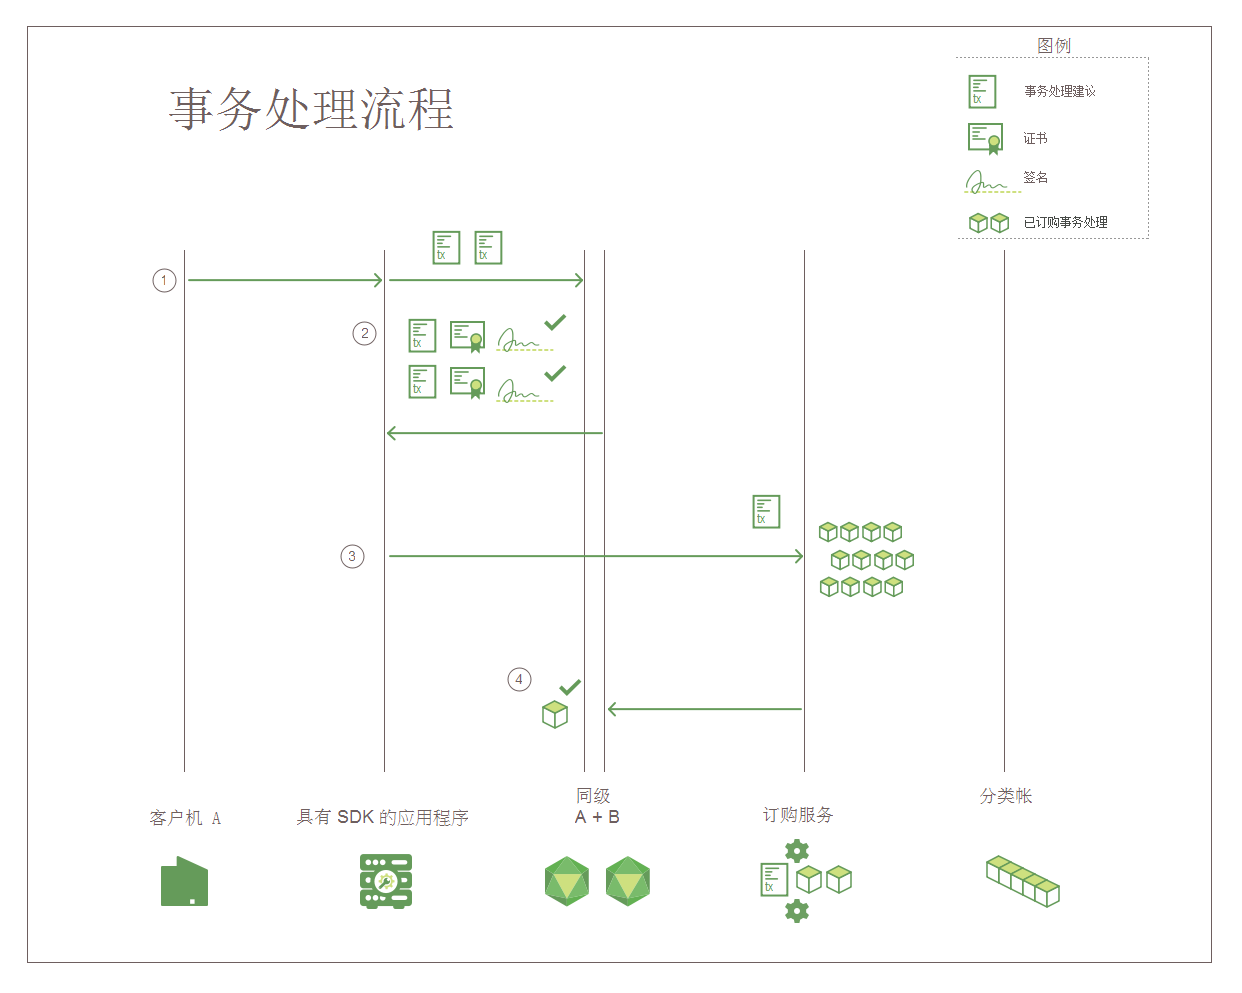 图例
事务处理流程
tx
事务处理建议
证书
签名
已订购事务处理
tx
tx
1
2
tx
tx
3
tx
4
客户机 A
具有 SDK 的应用程序
同级
A + B
订购服务
分类帐
tx